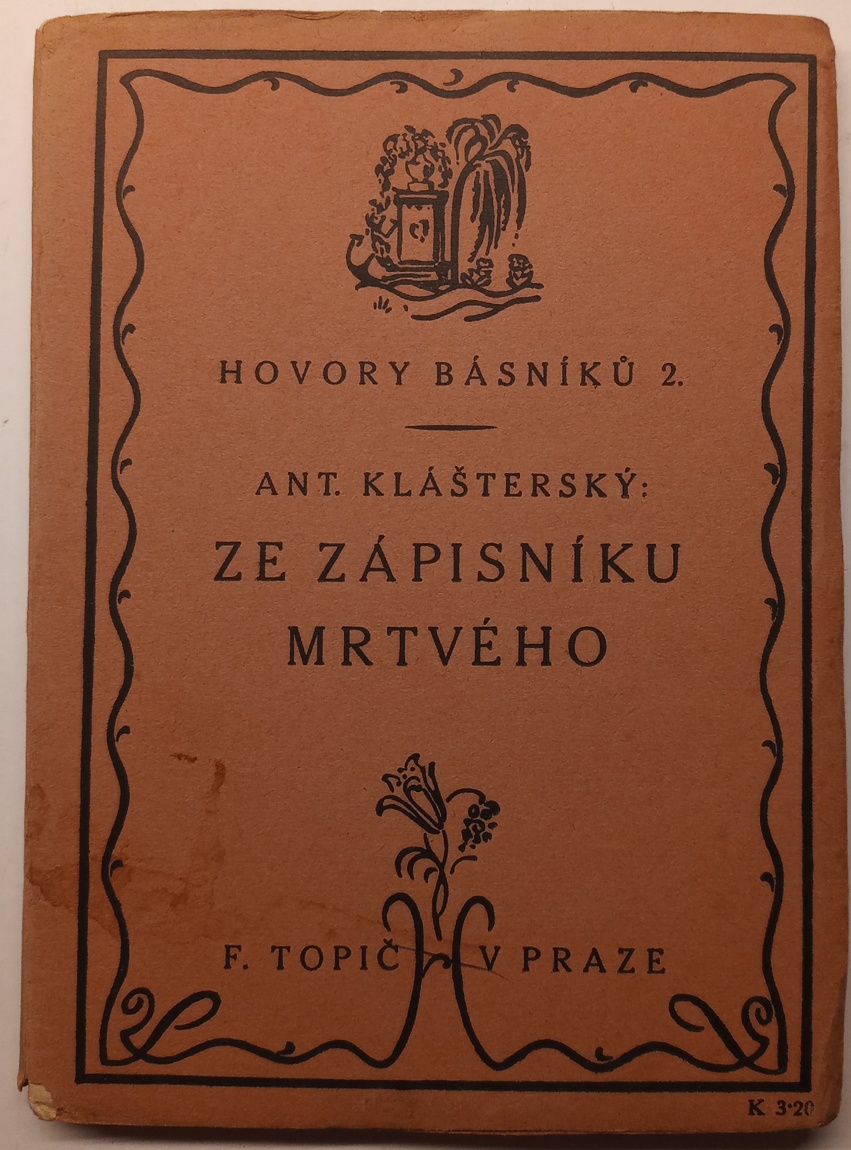 HOVORY BÁSNÍKŮ 2.
ANT. KLÁŠTERSKÝ:
ZE ZÁPISNÍKU
MRTVÉHO
F. TOPIČ V PRAZE
K 3·20